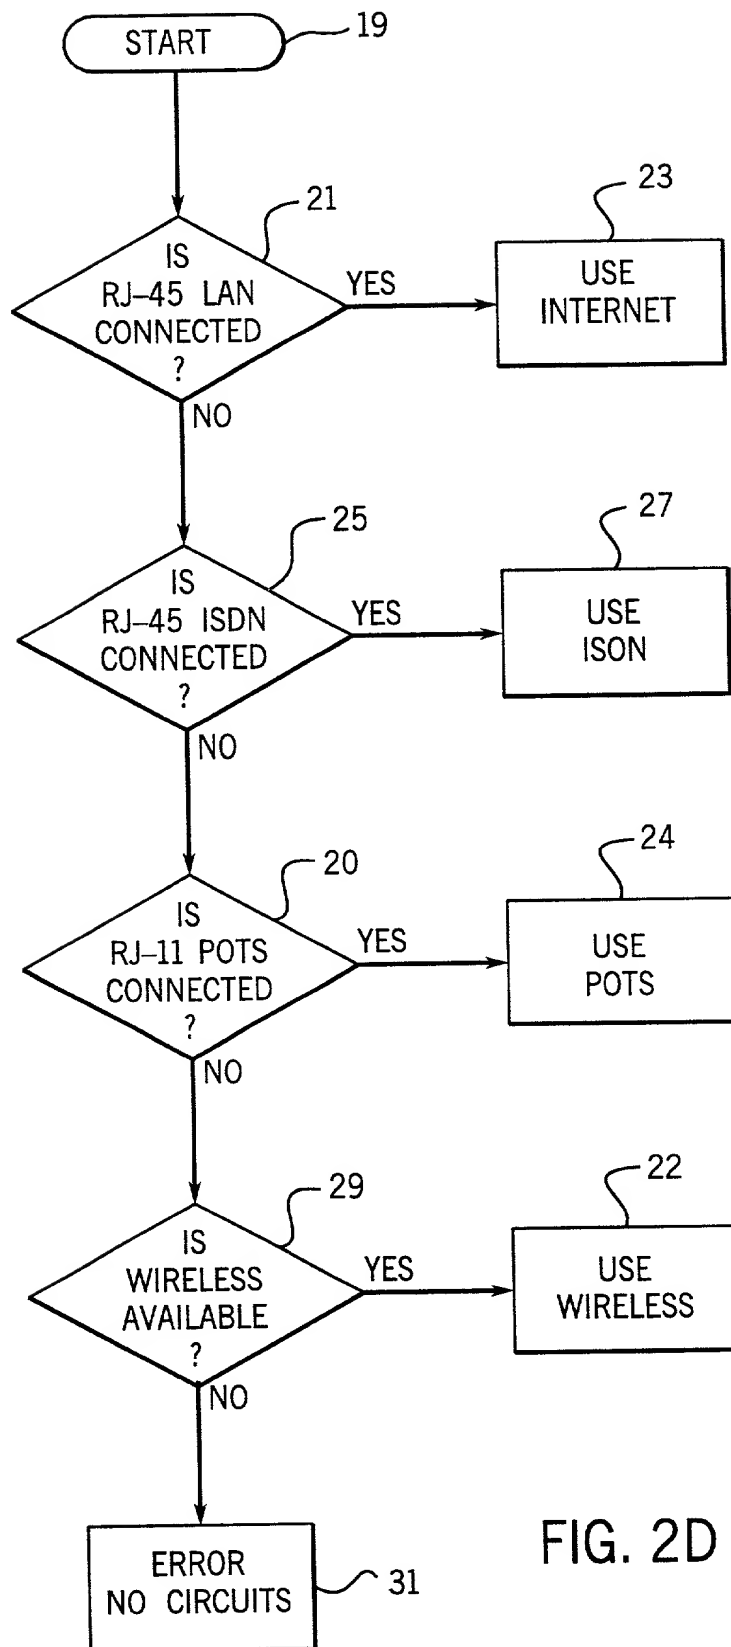 START
19
21
IS
RJ-45 LAN
CONNECTED
?
YES
23
USE
INTERNET
NO
25
IS
RJ-45 ISDN
CONNECTED
?
YES
27
USE
ISON
NO
20
IS
RJ-11 POTS
CONNECTED
?
YES
24
USE
POTS
NO
29
IS
WIRELESS
AVAILABLE
?
YES
22
USE
WIRELESS
NO
ERROR
NO CIRCUITS
31
FIG. 2D